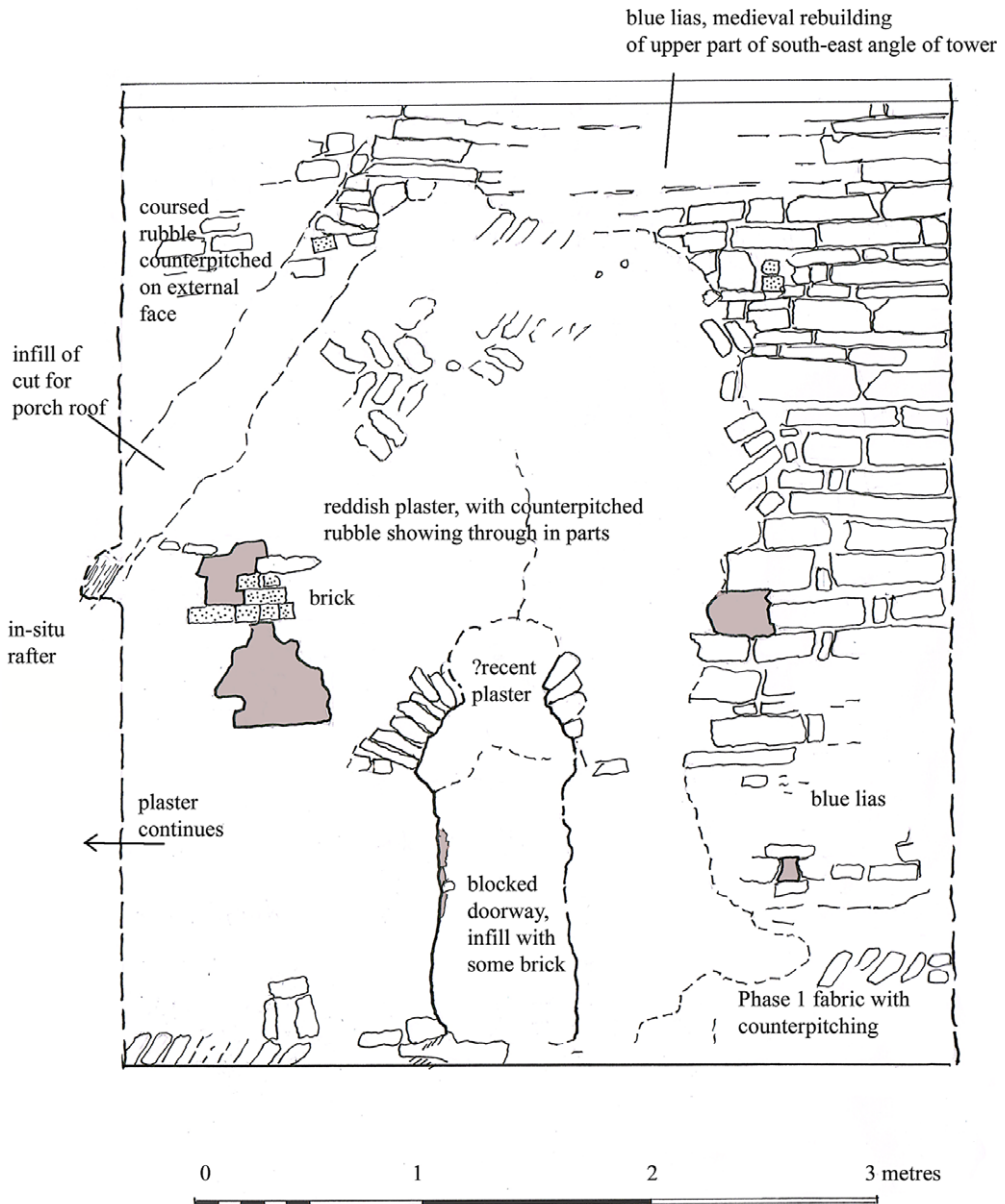 blue lias, medieval rebuilding
of upper part of south-east angle of tower
coursed
rubble
counterpitched
on external
face
infill of
cut for
porch roof
reddish plaster, with counterpitched
rubble showing through in parts
brick
in-situ
rafter
?recent
plaster
plaster
continues
blue lias
blocked
doorway,
infill with
some brick
Phase 1 fabric with
counterpitching
0 1 2 3 metres